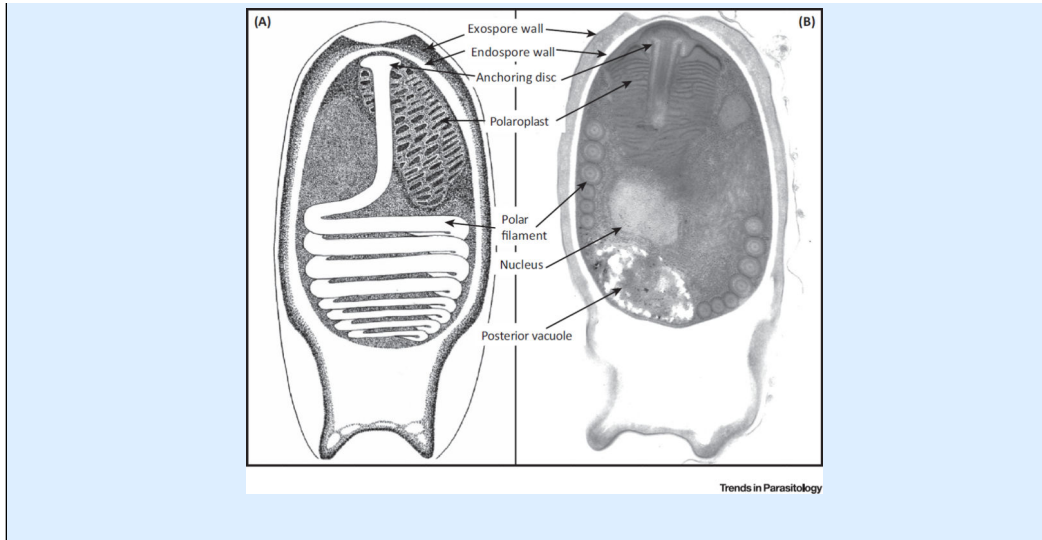 (A)
(B)
Exospore wall
Endospore wall
Anchoring disc
Polaroplast
Polar
filament
Nucleus
Posterior vacuole
Trends in Parasitology